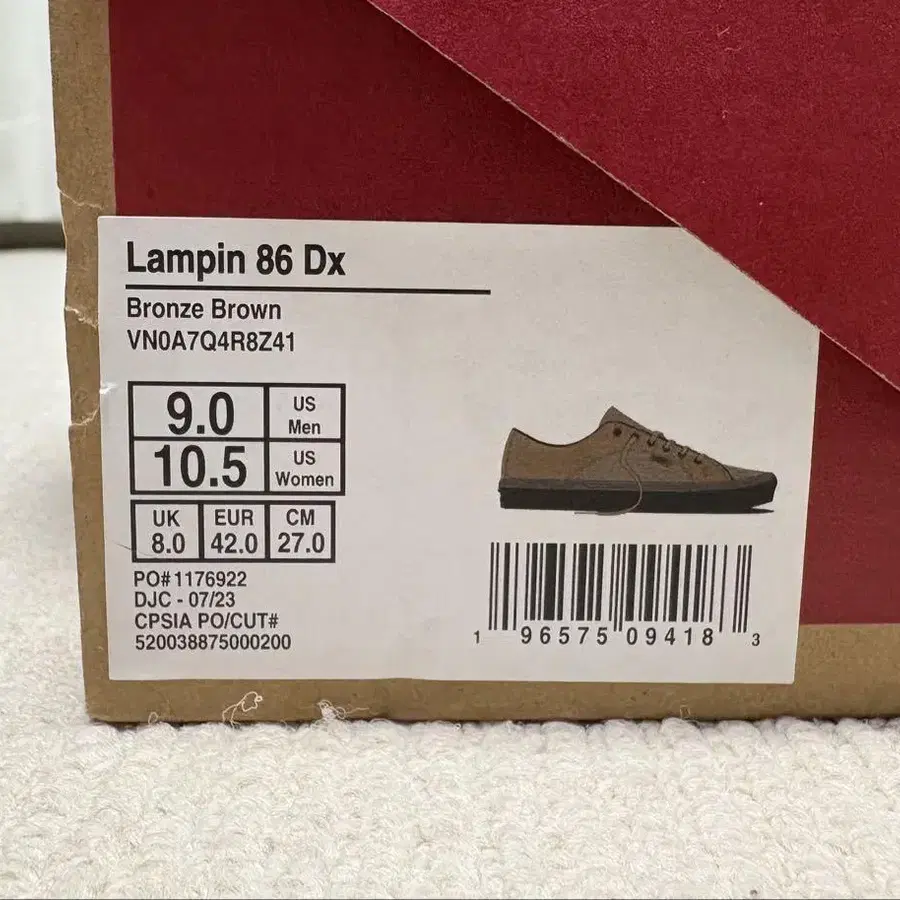 Lampin 86 Dx
Bronze Brown
VN0A7Q4R8Z41
9.0 US Men
10.5 US Women
UK EUR CM
8.0 42.0 27.0
PO#1176922
DJC - 07/23
CPSIA PO/CUT#
520038875000200
1 96575 09418 3